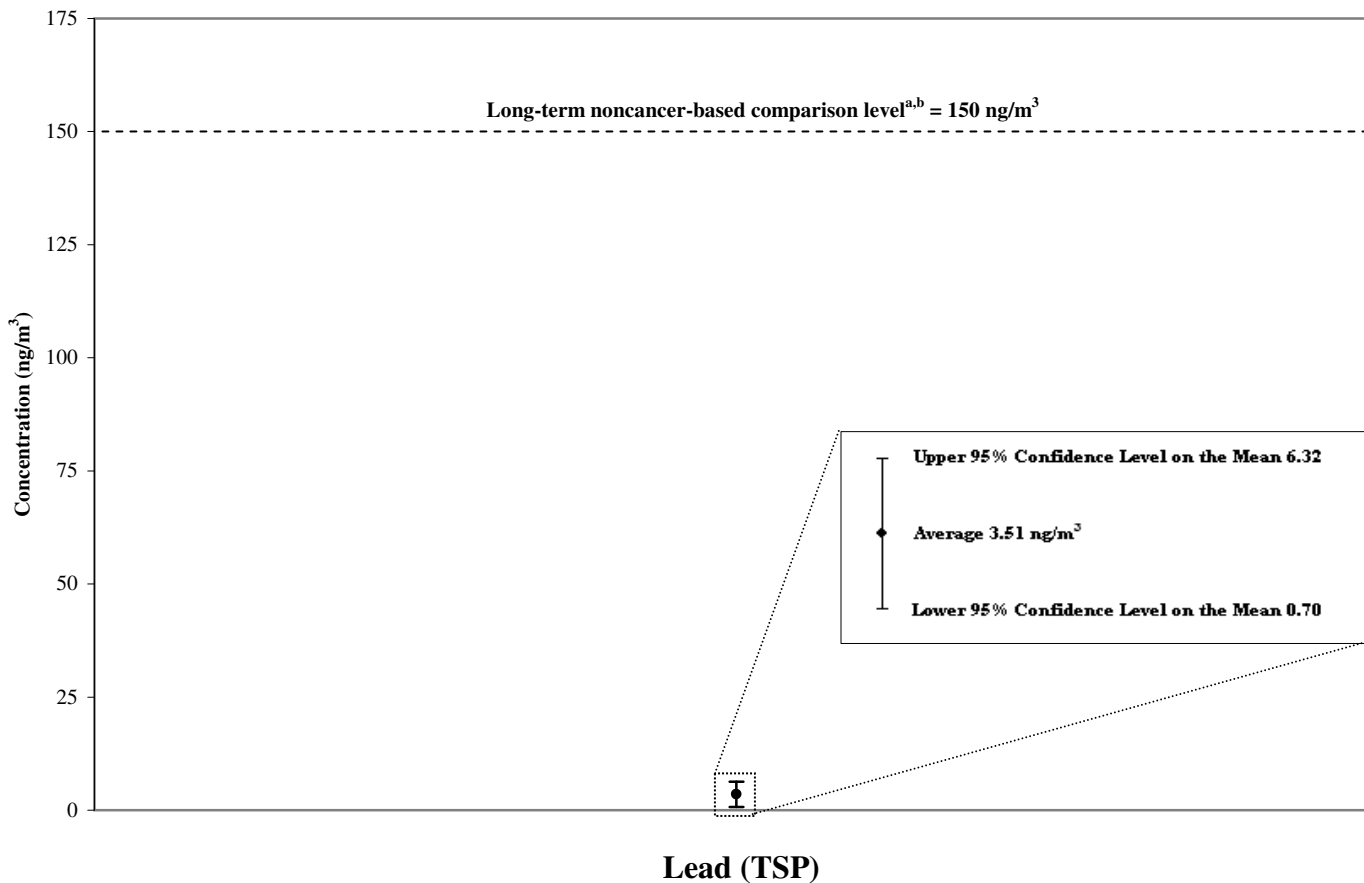 175
Long-term noncancer-based comparison levelᵃ,ᵇ = 150 ng/m³
150
125
100
Concentration (ng/m³)
75
50
25
0
Upper 95% Confidence Level on the Mean 6.32
Average 3.51 ng/m³
Lower 95% Confidence Level on the Mean 0.70
Lead (TSP)